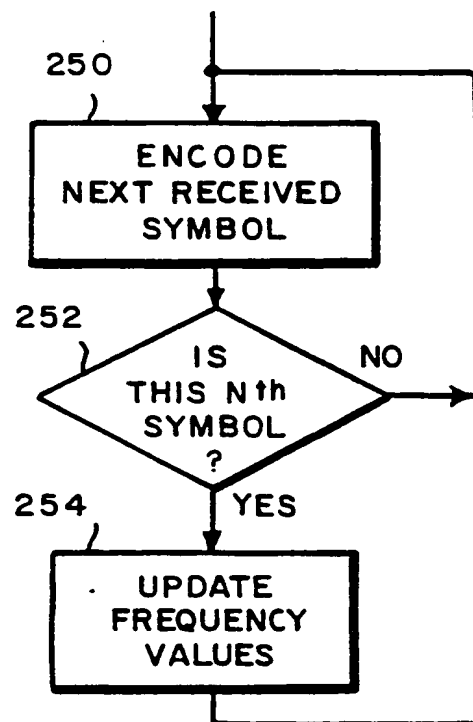 250
ENCODE
NEXT RECEIVED
SYMBOL
252
IS
THIS Nth
SYMBOL
?
NO
YES
254
UPDATE
FREQUENCY
VALUES